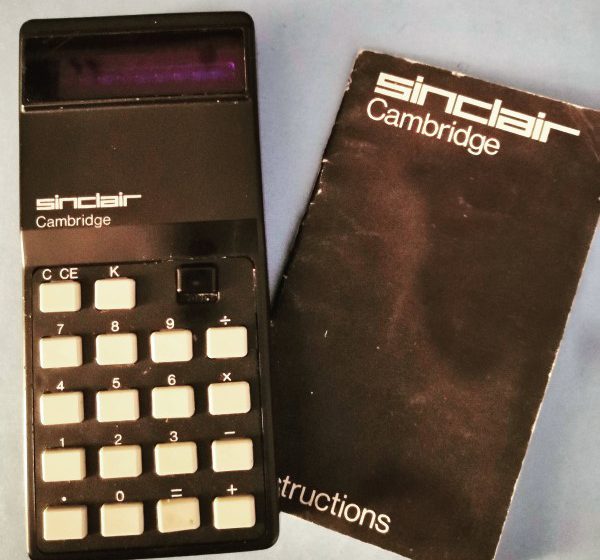 sinclair
Cambridge
C CE K
7 8 9 ÷
4 5 6 ×
1 2 3 −
. 0 = +
sinclair
Cambridge
structions